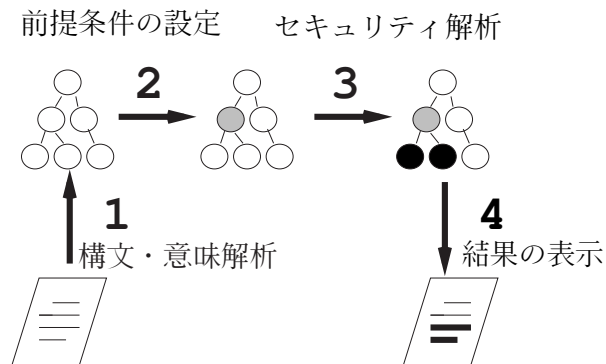 前提条件の設定
セキュリティ解析
2
3
1
構文・意味解析
4
結果の表示